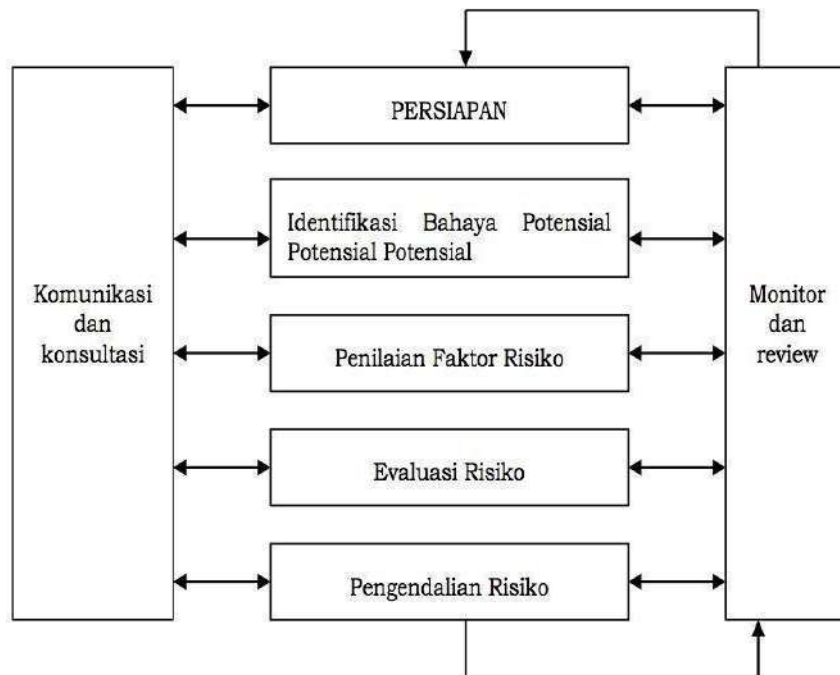 PERSIAPAN
Identifikasi Bahaya Potensial
Potensial Potensial
Komunikasi
dan
konsultasi
Penilaian Faktor Risiko
Monitor
dan
review
Evaluasi Risiko
Pengendalian Risiko